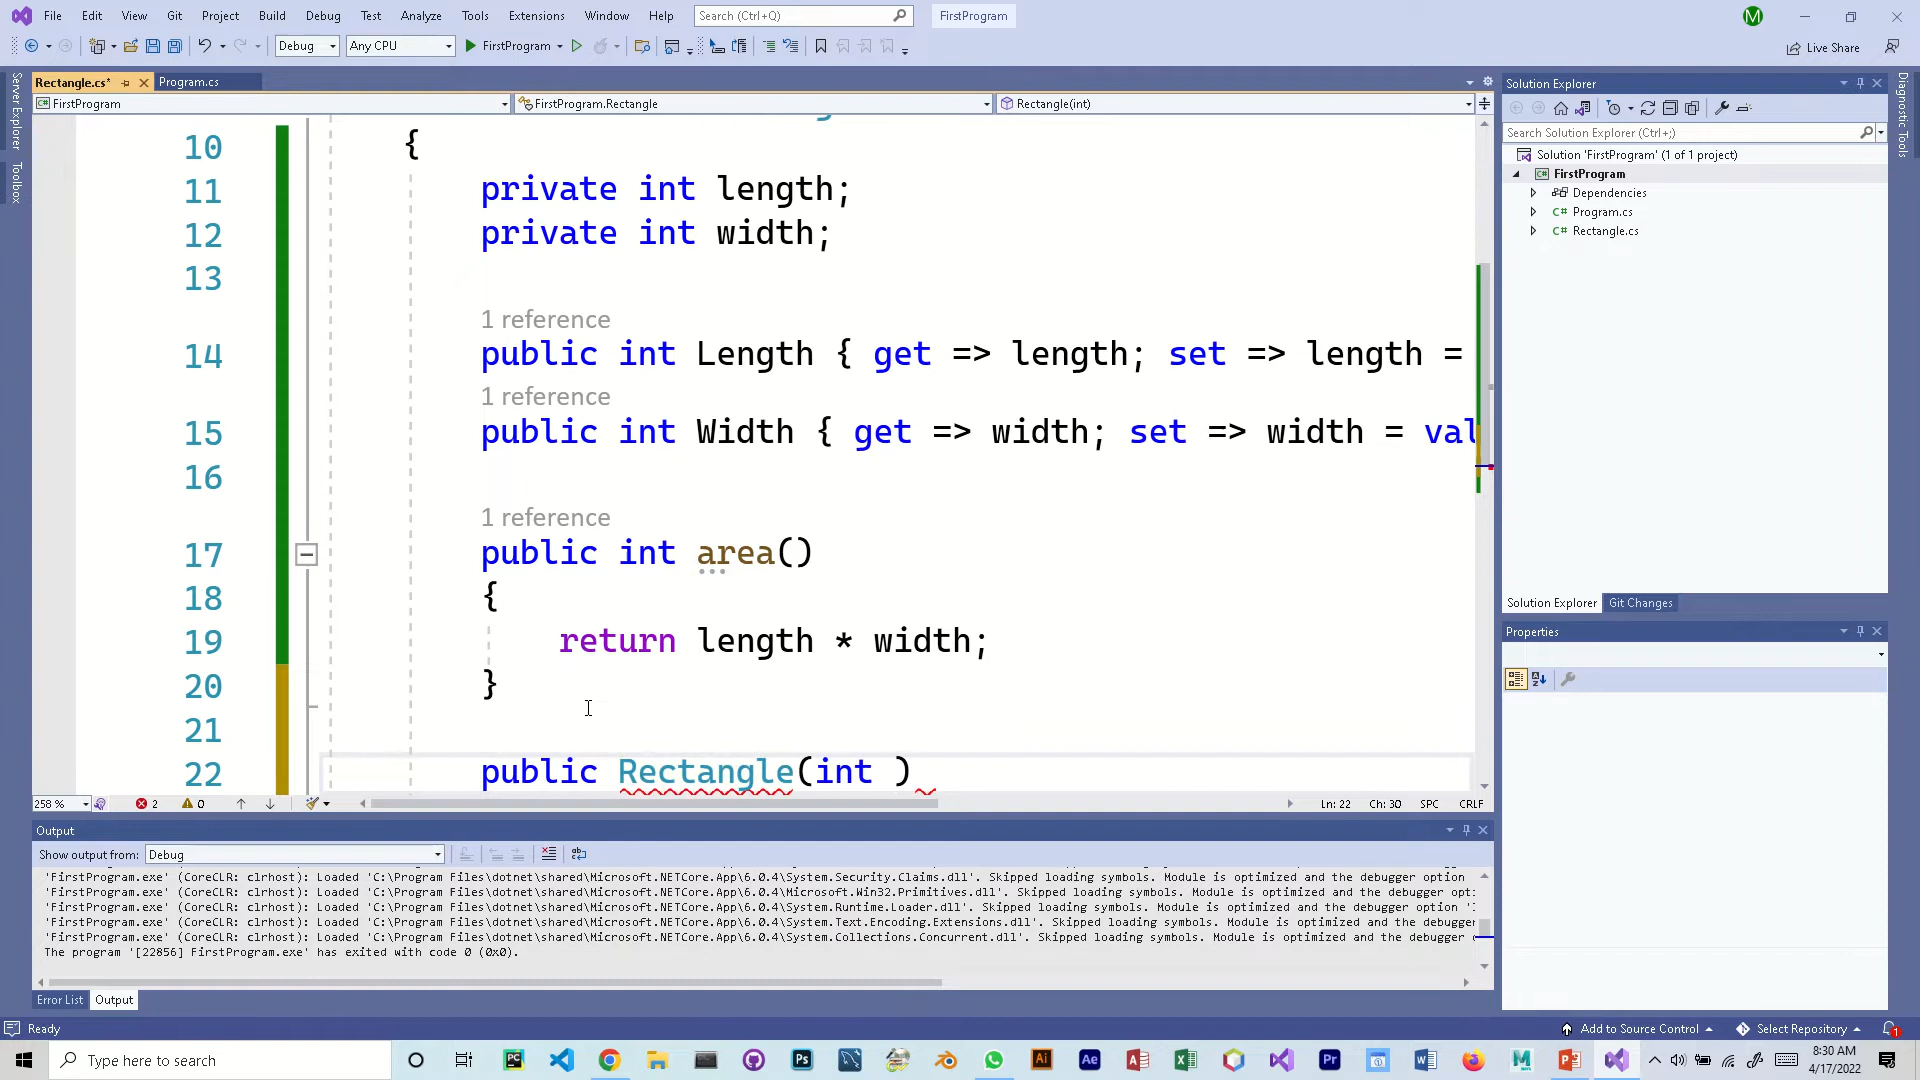 File Edit View Git Project Build Debug Test Analyze Tools Extensions Window Help Search (Ctrl+Q) FirstProgram M
Debug Any CPU FirstProgram Live Share
Rectangle.cs* Program.cs
FirstProgram FirstProgram.Rectangle Rectangle(int)
Server Explorer
Toolbox
10 {
11 private int length;
12 private int width;
13
1 reference
14 public int Length { get => length; set => length =
1 reference
15 public int Width { get => width; set => width = val
16
1 reference
17 public int area()
18 {
19 return length * width;
20 }
21
22 public Rectangle(int )
258 % 2 0 Ln: 22 Ch: 30 SPC CRLF
Output
Show output from: Debug
'FirstProgram.exe' (CoreCLR: clrhost): Loaded 'C:\Program Files\dotnet\shared\Microsoft.NETCore.App\6.0.4\System.Security.Claims.dll'. Skipped loading symbols. Module is optimized and the debugger option
'FirstProgram.exe' (CoreCLR: clrhost): Loaded 'C:\Program Files\dotnet\shared\Microsoft.NETCore.App\6.0.4\Microsoft.Win32.Primitives.dll'. Skipped loading symbols. Module is optimized and the debugger opt
'FirstProgram.exe' (CoreCLR: clrhost): Loaded 'C:\Program Files\dotnet\shared\Microsoft.NETCore.App\6.0.4\System.Runtime.Loader.dll'. Skipped loading symbols. Module is optimized and the debugger option '
'FirstProgram.exe' (CoreCLR: clrhost): Loaded 'C:\Program Files\dotnet\shared\Microsoft.NETCore.App\6.0.4\System.Text.Encoding.Extensions.dll'. Skipped loading symbols. Module is optimized and the debugger
'FirstProgram.exe' (CoreCLR: clrhost): Loaded 'C:\Program Files\dotnet\shared\Microsoft.NETCore.App\6.0.4\System.Collections.Concurrent.dll'. Skipped loading symbols. Module is optimized and the debugger
The program '[22856] FirstProgram.exe' has exited with code 0 (0x0).
Error List Output
Solution Explorer
Search Solution Explorer (Ctrl+;)
Solution 'FirstProgram' (1 of 1 project)
FirstProgram
Dependencies
C# Program.cs
C# Rectangle.cs
Solution Explorer Git Changes
Properties
Diagnostic Tools
Ready Add to Source Control Select Repository 1
Type here to search
8:30 AM
4/17/2022